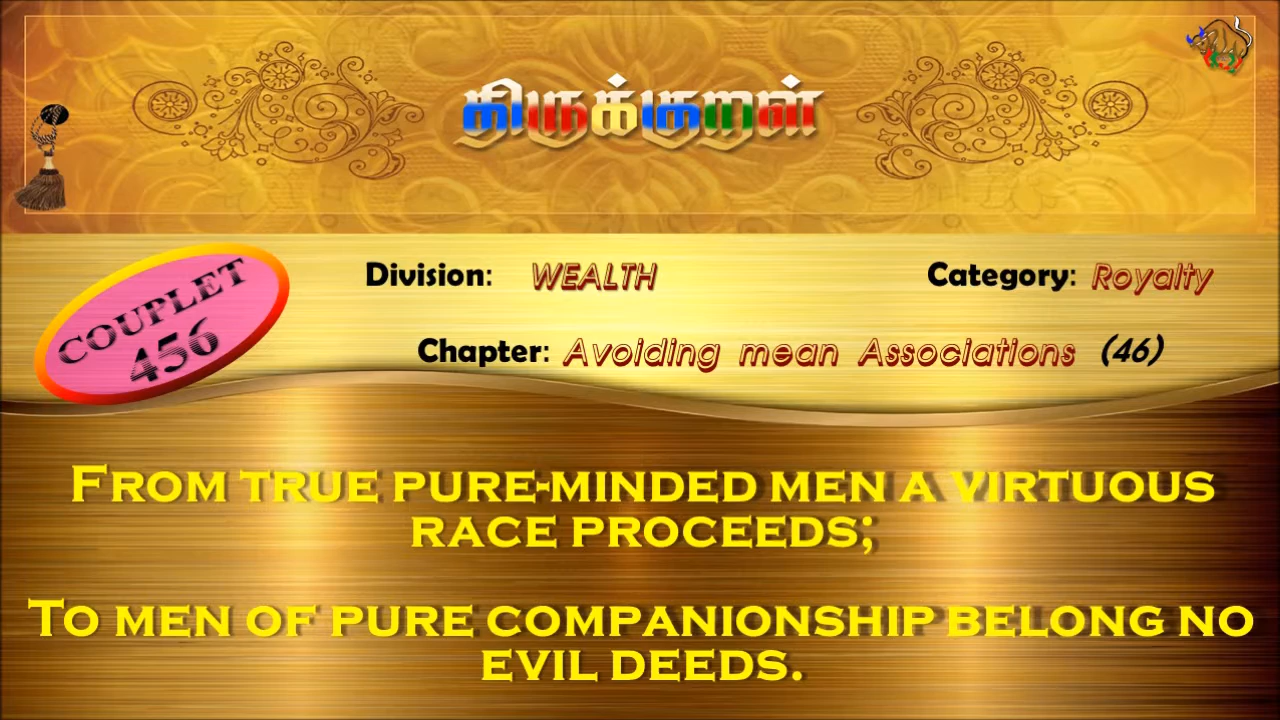 திருக்குறள்
COUPLET
456
Division: WEALTH Category: Royalty
Chapter: Avoiding mean Associations (46)
From true pure-minded men a virtuous
race proceeds;
To men of pure companionship belong no
evil deeds.